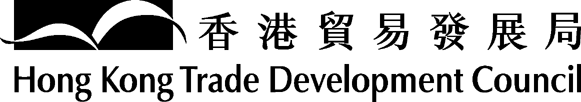 香港貿易發展局
Hong Kong Trade Development Council